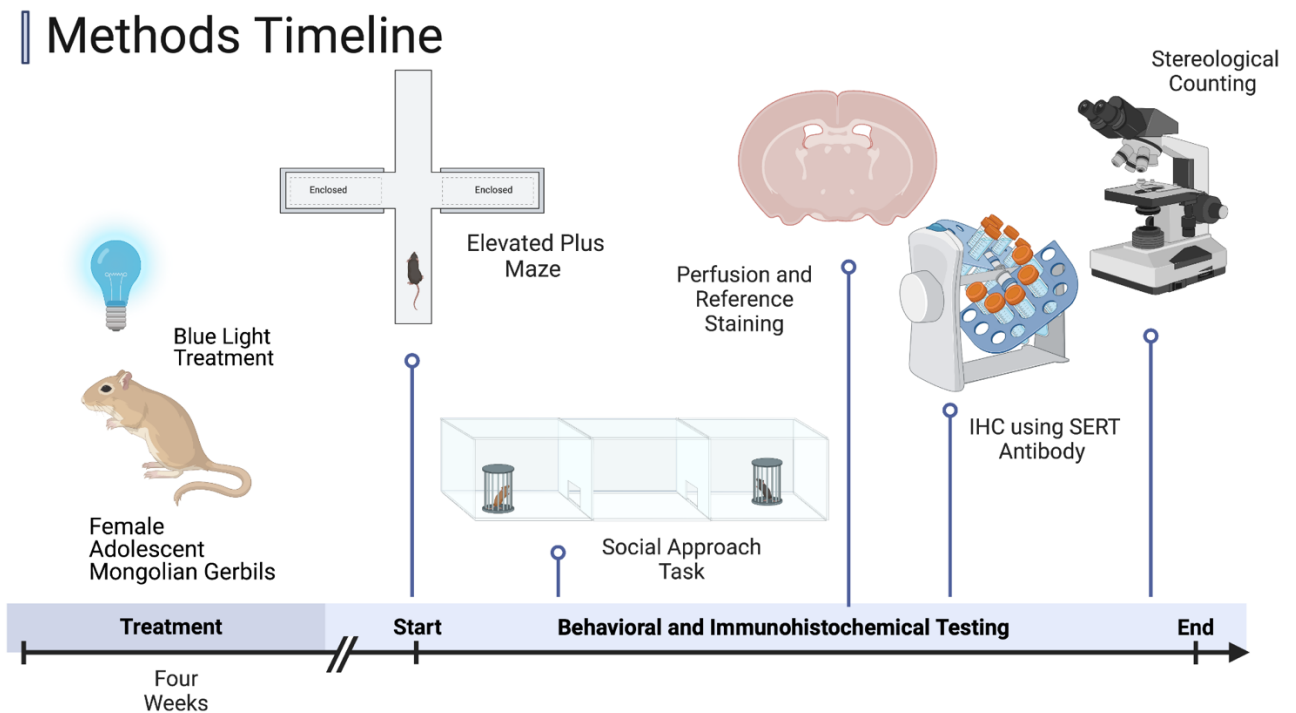 Methods Timeline
Stereological
Counting
Enclosed
Enclosed
Elevated Plus
Maze
Perfusion and
Reference
Staining
Blue Light
Treatment
IHC using SERT
Antibody
Female
Adolescent
Mongolian Gerbils
Social Approach
Task
Treatment
Start
Behavioral and Immunohistochemical Testing
End
Four
Weeks